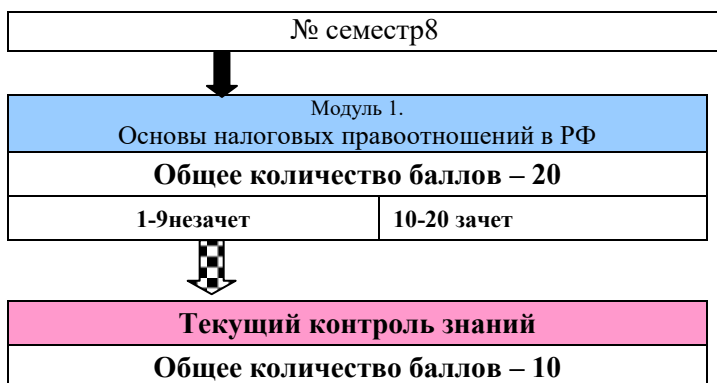 № семестр8
Модуль 1.
Основы налоговых правоотношений в РФ
Общее количество баллов – 20
1-9незачет
10-20 зачет
Текущий контроль знаний
Общее количество баллов – 10